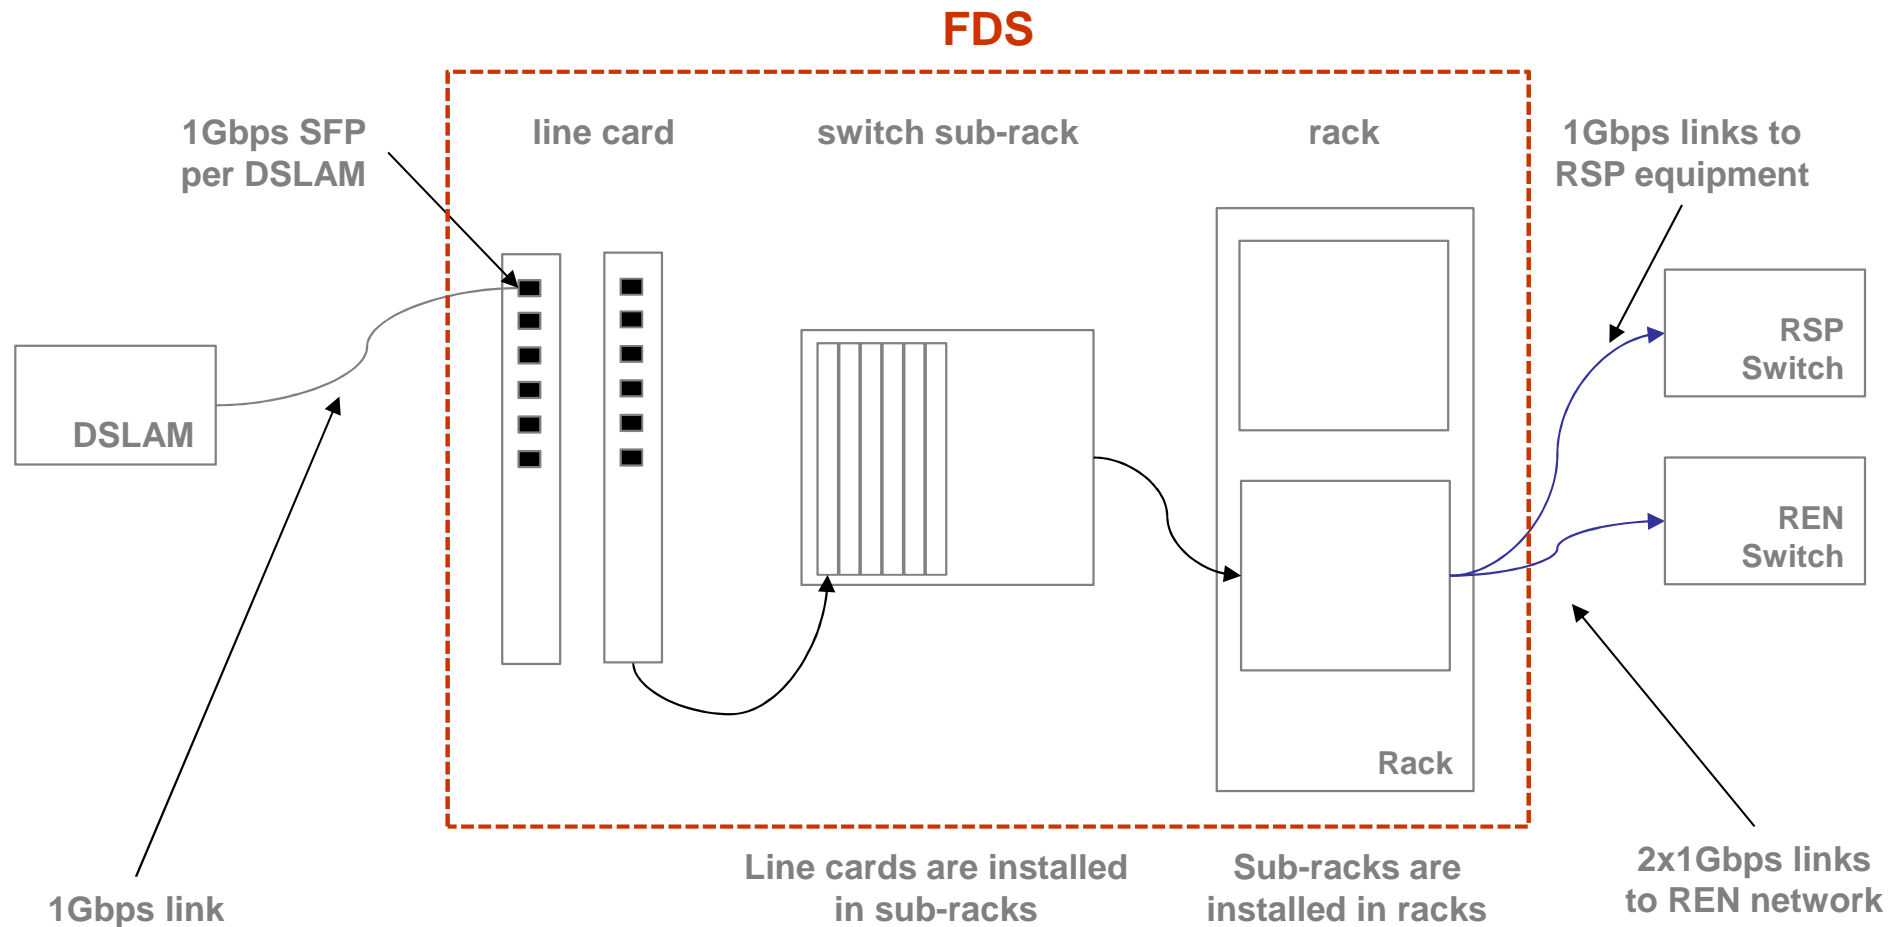 FDS
1Gbps SFP
per DSLAM
line card
switch sub-rack
rack
1Gbps links to
RSP equipment
RSP
Switch
DSLAM
REN
Switch
Rack
Line cards are installed
in sub-racks
Sub-racks are
installed in racks
2x1Gbps links
to REN network
1Gbps link